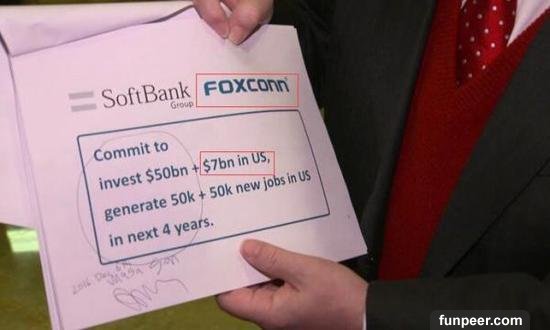 SoftBank
Group
FOXCONN
Commit to
invest $50bn + $7bn in US,
generate 50k + 50k new jobs in US
in next 4 years.
funpeer.com